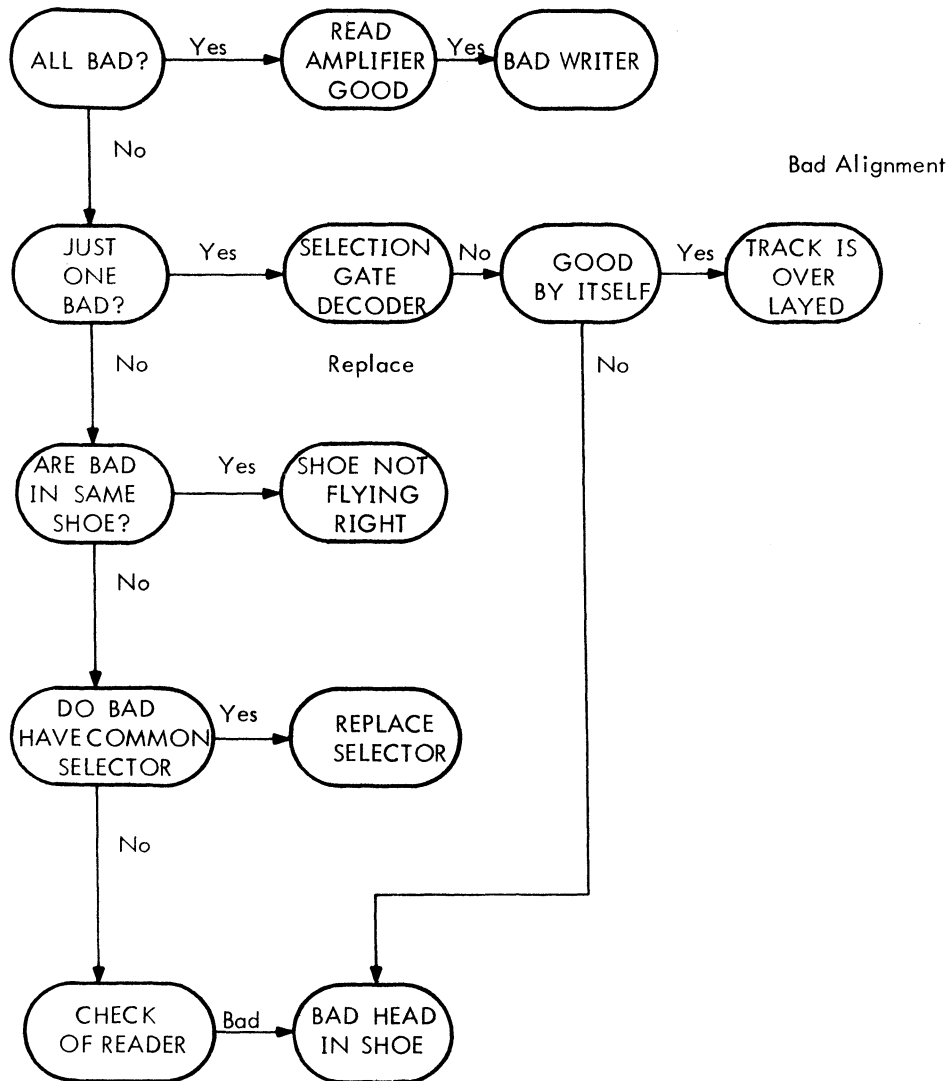 ALL BAD?
Yes
READ
AMPLIFIER
GOOD
Yes
BAD WRITER
No
Bad Alignment
JUST
ONE
BAD?
Yes
SELECTION
GATE
DECODER
No
GOOD
BY ITSELF
Yes
TRACK IS
OVER
LAYED
No
Replace
No
ARE BAD
IN SAME
SHOE?
Yes
SHOE NOT
FLYING
RIGHT
No
DO BAD
HAVE COMMON
SELECTOR
Yes
REPLACE
SELECTOR
No
CHECK
OF READER
Bad
BAD HEAD
IN SHOE